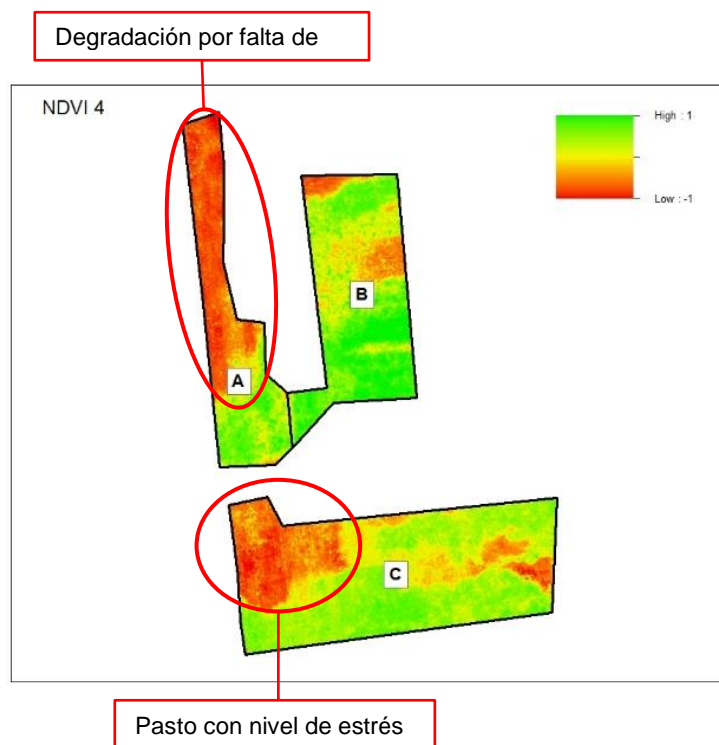 Degradación por falta de
NDVI 4
High : 1
Low : -1
B
A
C
Pasto con nivel de estrés